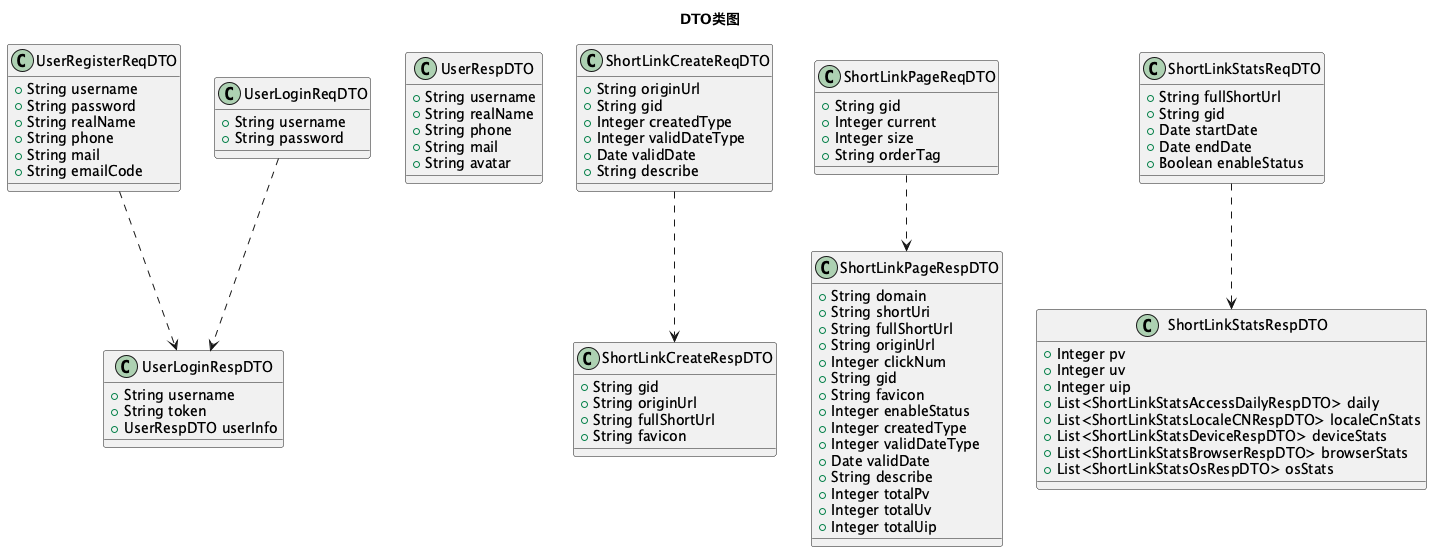 DTO类图
C UserRegisterReqDTO
String username
String password
String realName
String phone
String mail
String emailCode
C UserLoginReqDTO
String username
String password
C UserRespDTO
String username
String realName
String phone
String mail
String avatar
C ShortLinkCreateReqDTO
String originUrl
String gid
Integer createdType
Integer validDateType
Date validDate
String describe
C ShortLinkPageReqDTO
String gid
Integer current
Integer size
String orderTag
C ShortLinkStatsReqDTO
String fullShortUrl
String gid
Date startDate
Date endDate
Boolean enableStatus
C UserLoginRespDTO
String username
String token
UserRespDTO userInfo
C ShortLinkCreateRespDTO
String gid
String originUrl
String fullShortUrl
String favicon
C ShortLinkPageRespDTO
String domain
String shortUri
String fullShortUrl
String originUrl
Integer clickNum
String gid
String favicon
Integer enableStatus
Integer createdType
Integer validDateType
Date validDate
String describe
Integer totalPv
Integer totalUv
Integer totalUip
C ShortLinkStatsRespDTO
Integer pv
Integer uv
Integer uip
List<ShortLinkStatsAccessDailyRespDTO> daily
List<ShortLinkStatsLocaleCNRespDTO> localeCnStats
List<ShortLinkStatsDeviceRespDTO> deviceStats
List<ShortLinkStatsBrowserRespDTO> browserStats
List<ShortLinkStatsOsRespDTO> osStats